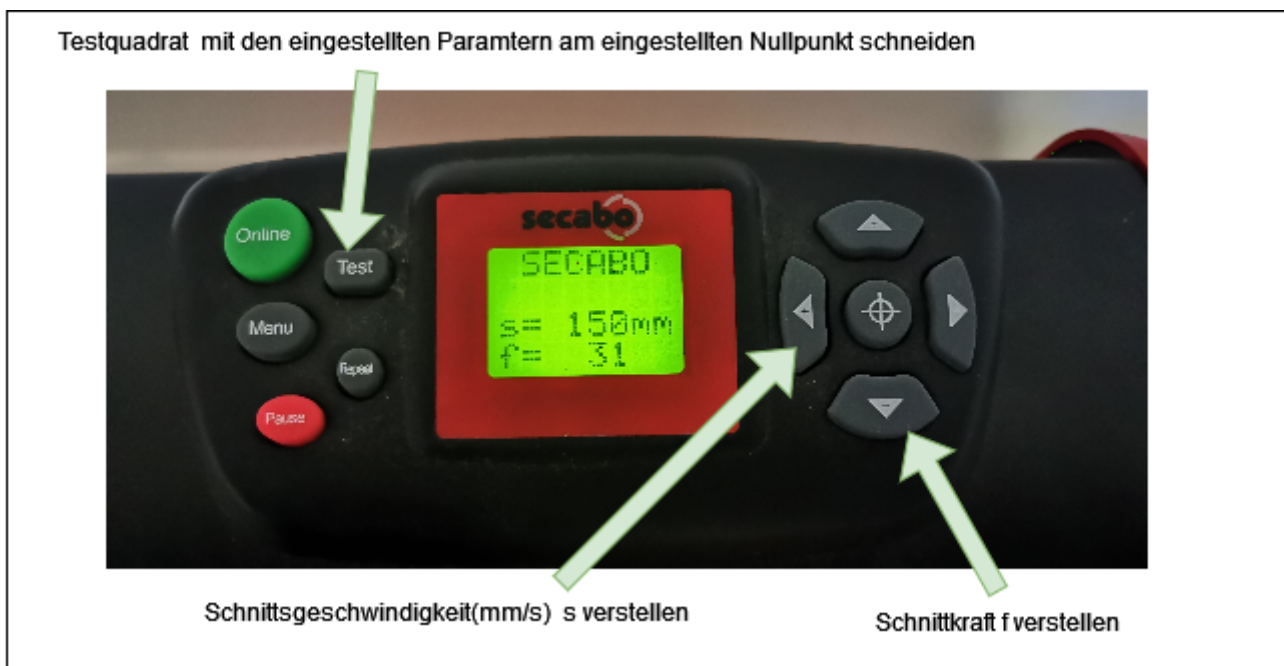 Testquadrat mit den eingestellten Paramtern am eingestellten Nullpunkt schneiden
Online
Test
Menu
Repeat
Pause
secabo
SECABO
s= 150mm
f= 31
Schnittsgeschwindigkeit(mm/s) s verstellen
Schnittkraft f verstellen